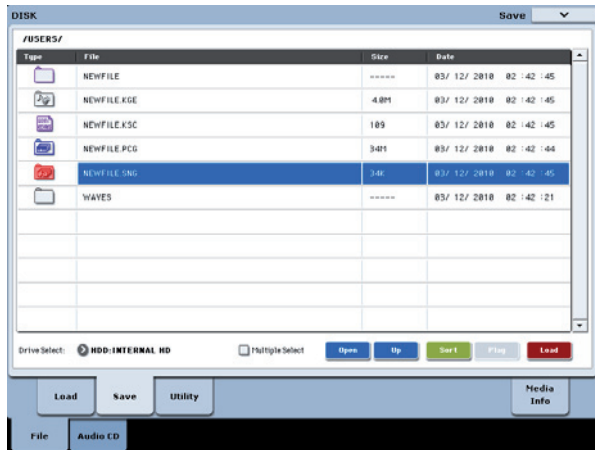 DISK Save
/USERS/
Type File Size Date
NEWFILE ----- 03/ 12/ 2010 02 :42 :45
NEWFILE.KGE 4.0M 03/ 12/ 2010 02 :42 :45
NEWFILE.KSC 109 03/ 12/ 2010 02 :42 :45
NEWFILE.PCG 34M 03/ 12/ 2010 02 :42 :44
NEWFILE.SNG 34K 03/ 12/ 2010 02 :42 :45
WAVES ----- 03/ 12/ 2010 02 :42 :21
Drive Select: HDD:INTERNAL HD Multiple Select Open Up Sort Play Load
Load Save Utility Media Info
File Audio CD